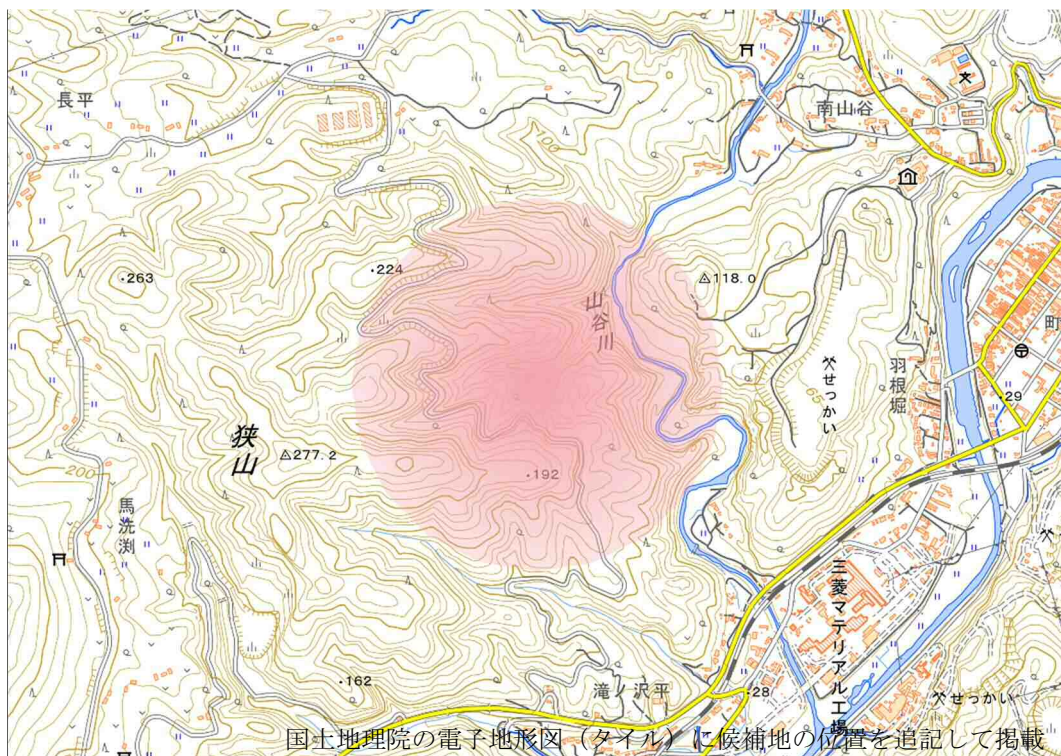 長平
南山谷
・263
・224
山谷川
118.0
せっかい
65
羽根堀
町
・29
狭山
277.2
・192
200
100
馬洗渕
三菱マテリアル工場
せっかい
・162
滝ノ沢平
・28
国土地理院の電子地形図（タイル）に候補地の位置を追記して掲載